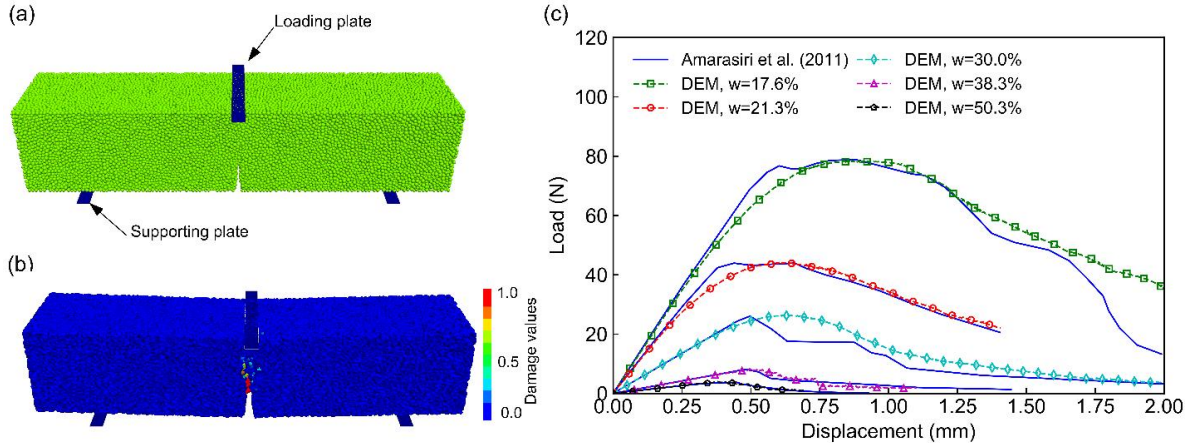 (a)
Loading plate
Supporting plate
(b)
1.0
0.5
0.0
Damage values
(c)
120
100
80
60
40
20
0
Load (N)
Amarasiri et al. (2011)
DEM, w=17.6%
DEM, w=21.3%
DEM, w=30.0%
DEM, w=38.3%
DEM, w=50.3%
0.00 0.25 0.50 0.75 1.00 1.25 1.50 1.75 2.00
Displacement (mm)